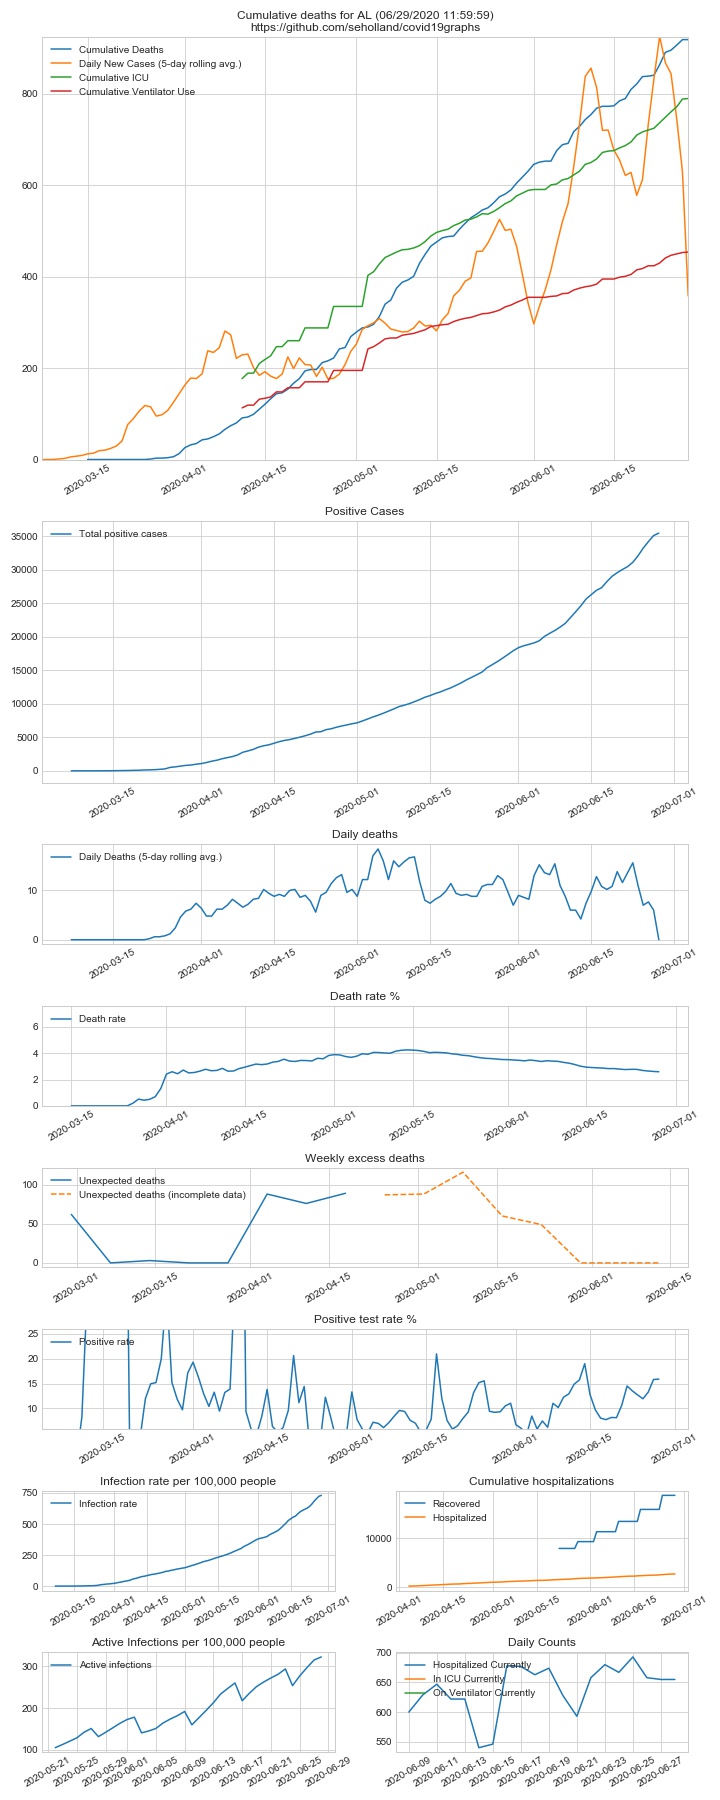 Cumulative deaths for AL (06/29/2020 11:59:59)
https://github.com/seholland/covid19graphs
Cumulative Deaths
Daily New Cases (5-day rolling avg.)
Cumulative ICU
Cumulative Ventilator Use
800
600
400
200
0
2020-03-15 2020-04-01 2020-04-15 2020-05-01 2020-05-15 2020-06-01 2020-06-15
Positive Cases
Total positive cases
35000
30000
25000
20000
15000
10000
5000
0
2020-03-15 2020-04-01 2020-04-15 2020-05-01 2020-05-15 2020-06-01 2020-06-15 2020-07-01
Daily deaths
Daily Deaths (5-day rolling avg.)
10
0
2020-03-15 2020-04-01 2020-04-15 2020-05-01 2020-05-15 2020-06-01 2020-06-15 2020-07-01
Death rate %
Death rate
6
4
2
0
2020-03-15 2020-04-01 2020-04-15 2020-05-01 2020-05-15 2020-06-01 2020-06-15 2020-07-01
Weekly excess deaths
Unexpected deaths
Unexpected deaths (incomplete data)
100
50
0
2020-03-01 2020-03-15 2020-04-01 2020-04-15 2020-05-01 2020-05-15 2020-06-01 2020-06-15
Positive test rate %
Positive rate
25
20
15
10
2020-03-15 2020-04-01 2020-04-15 2020-05-01 2020-05-15 2020-06-01 2020-06-15 2020-07-01
Infection rate per 100,000 people
Infection rate
750
500
250
0
2020-03-15 2020-04-01 2020-04-15 2020-05-01 2020-05-15 2020-06-01 2020-06-15 2020-07-01
Cumulative hospitalizations
Recovered
Hospitalized
10000
0
2020-04-01 2020-04-15 2020-05-01 2020-05-15 2020-06-01 2020-06-15 2020-07-01
Active Infections per 100,000 people
Active infections
300
200
100
2020-05-21 2020-05-25 2020-05-29 2020-06-01 2020-06-05 2020-06-09 2020-06-13 2020-06-17 2020-06-21 2020-06-25 2020-06-29
Daily Counts
Hospitalized Currently
In ICU Currently
On Ventilator Currently
700
650
600
550
2020-06-09 2020-06-11 2020-06-13 2020-06-15 2020-06-17 2020-06-19 2020-06-21 2020-06-23 2020-06-25 2020-06-27